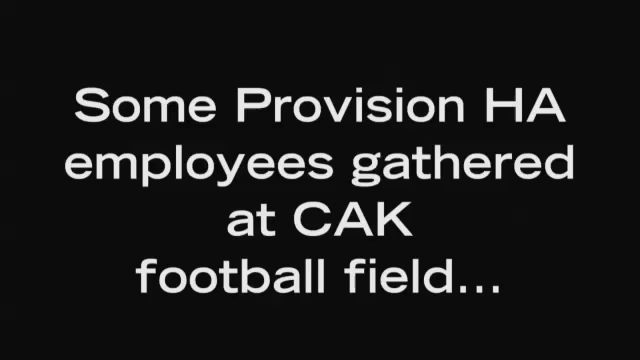 Some Provision HA
employees gathered
at CAK
football field...